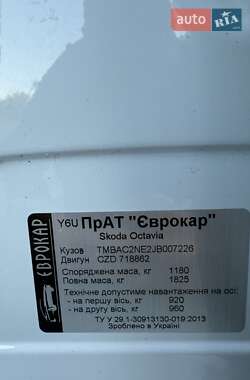 auto RIA
ЄВРОКАР
Y6U ПрАТ "Єврокар"
Skoda Octavia
Кузов TMBAC2NE2JB007226
Двигун CZD 718862
Споряджена маса, кг 1180
Повна маса, кг 1825
Технічно допустиме навантаження на осі:
- на першу вісь, кг 920
- на другу вісь, кг 960
ТУ У 29.1-30913130-019:2013
Зроблено в Україні